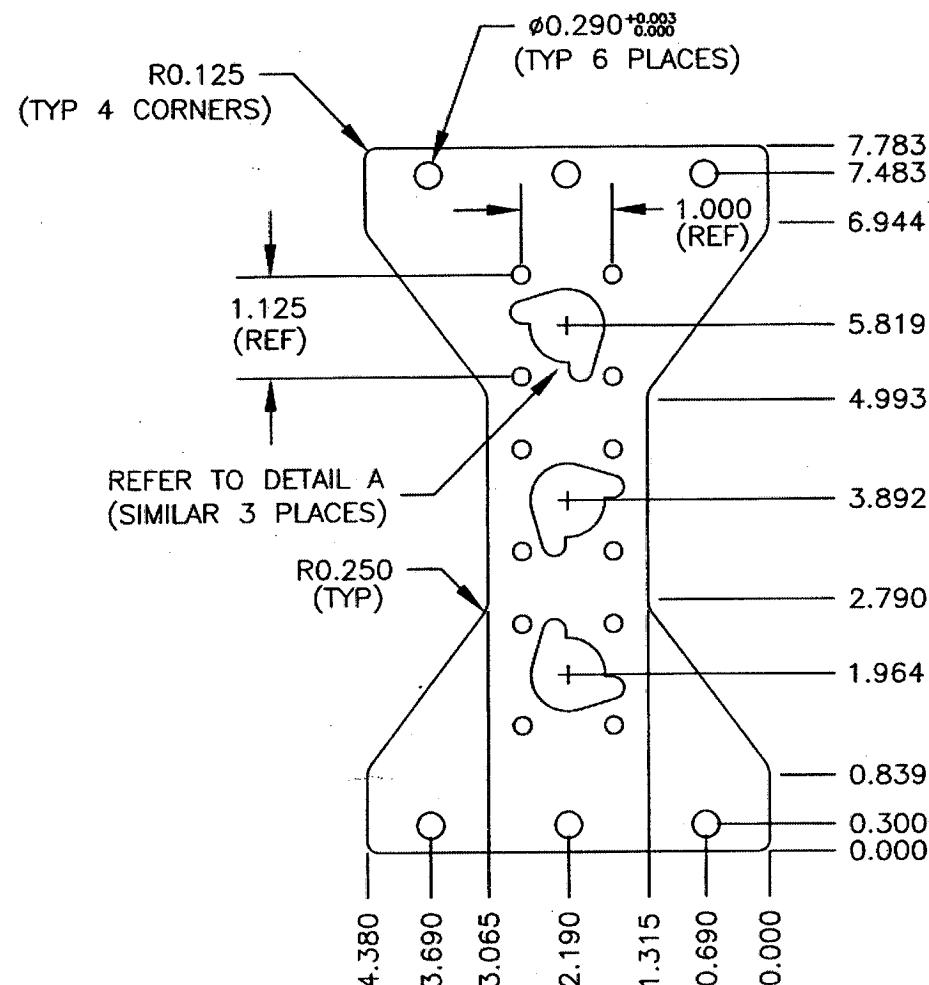 ⌀0.290 +0.003 0.000
(TYP 6 PLACES)
R0.125
(TYP 4 CORNERS)
7.783
7.483
6.944
1.000
(REF)
1.125
(REF)
5.819
4.993
REFER TO DETAIL A
(SIMILAR 3 PLACES)
3.892
R0.250
(TYP)
2.790
1.964
0.839
0.300
0.000
4.380
3.690
3.065
2.190
1.315
0.690
0.000